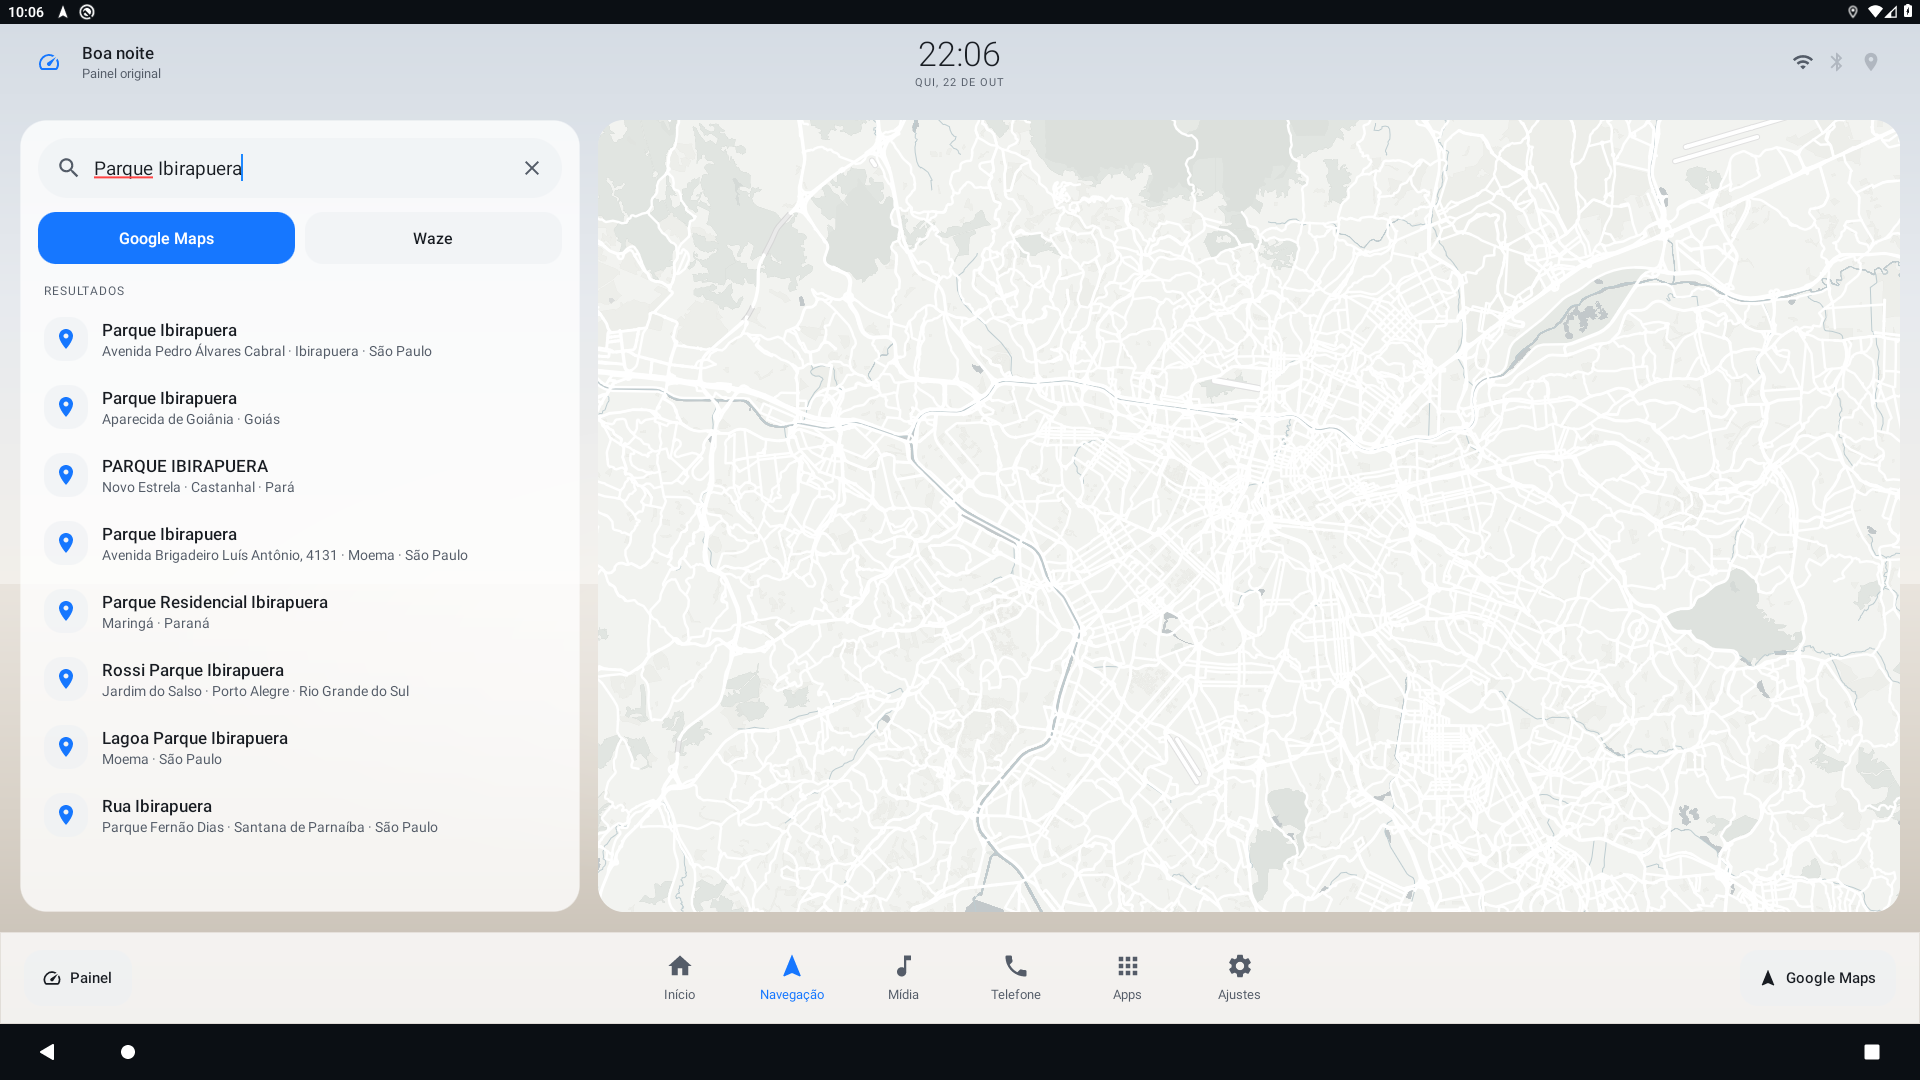 10:06
Boa noite
Painel original
22:06
QUI, 22 DE OUT
Parque Ibirapuera
Google Maps
Waze
RESULTADOS
Parque Ibirapuera
Avenida Pedro Álvares Cabral · Ibirapuera · São Paulo
Parque Ibirapuera
Aparecida de Goiânia · Goiás
PARQUE IBIRAPUERA
Novo Estrela · Castanhal · Pará
Parque Ibirapuera
Avenida Brigadeiro Luís Antônio, 4131 · Moema · São Paulo
Parque Residencial Ibirapuera
Maringá · Paraná
Rossi Parque Ibirapuera
Jardim do Salso · Porto Alegre · Rio Grande do Sul
Lagoa Parque Ibirapuera
Moema · São Paulo
Rua Ibirapuera
Parque Fernão Dias · Santana de Parnaíba · São Paulo
Painel
Início
Navegação
Mídia
Telefone
Apps
Ajustes
Google Maps